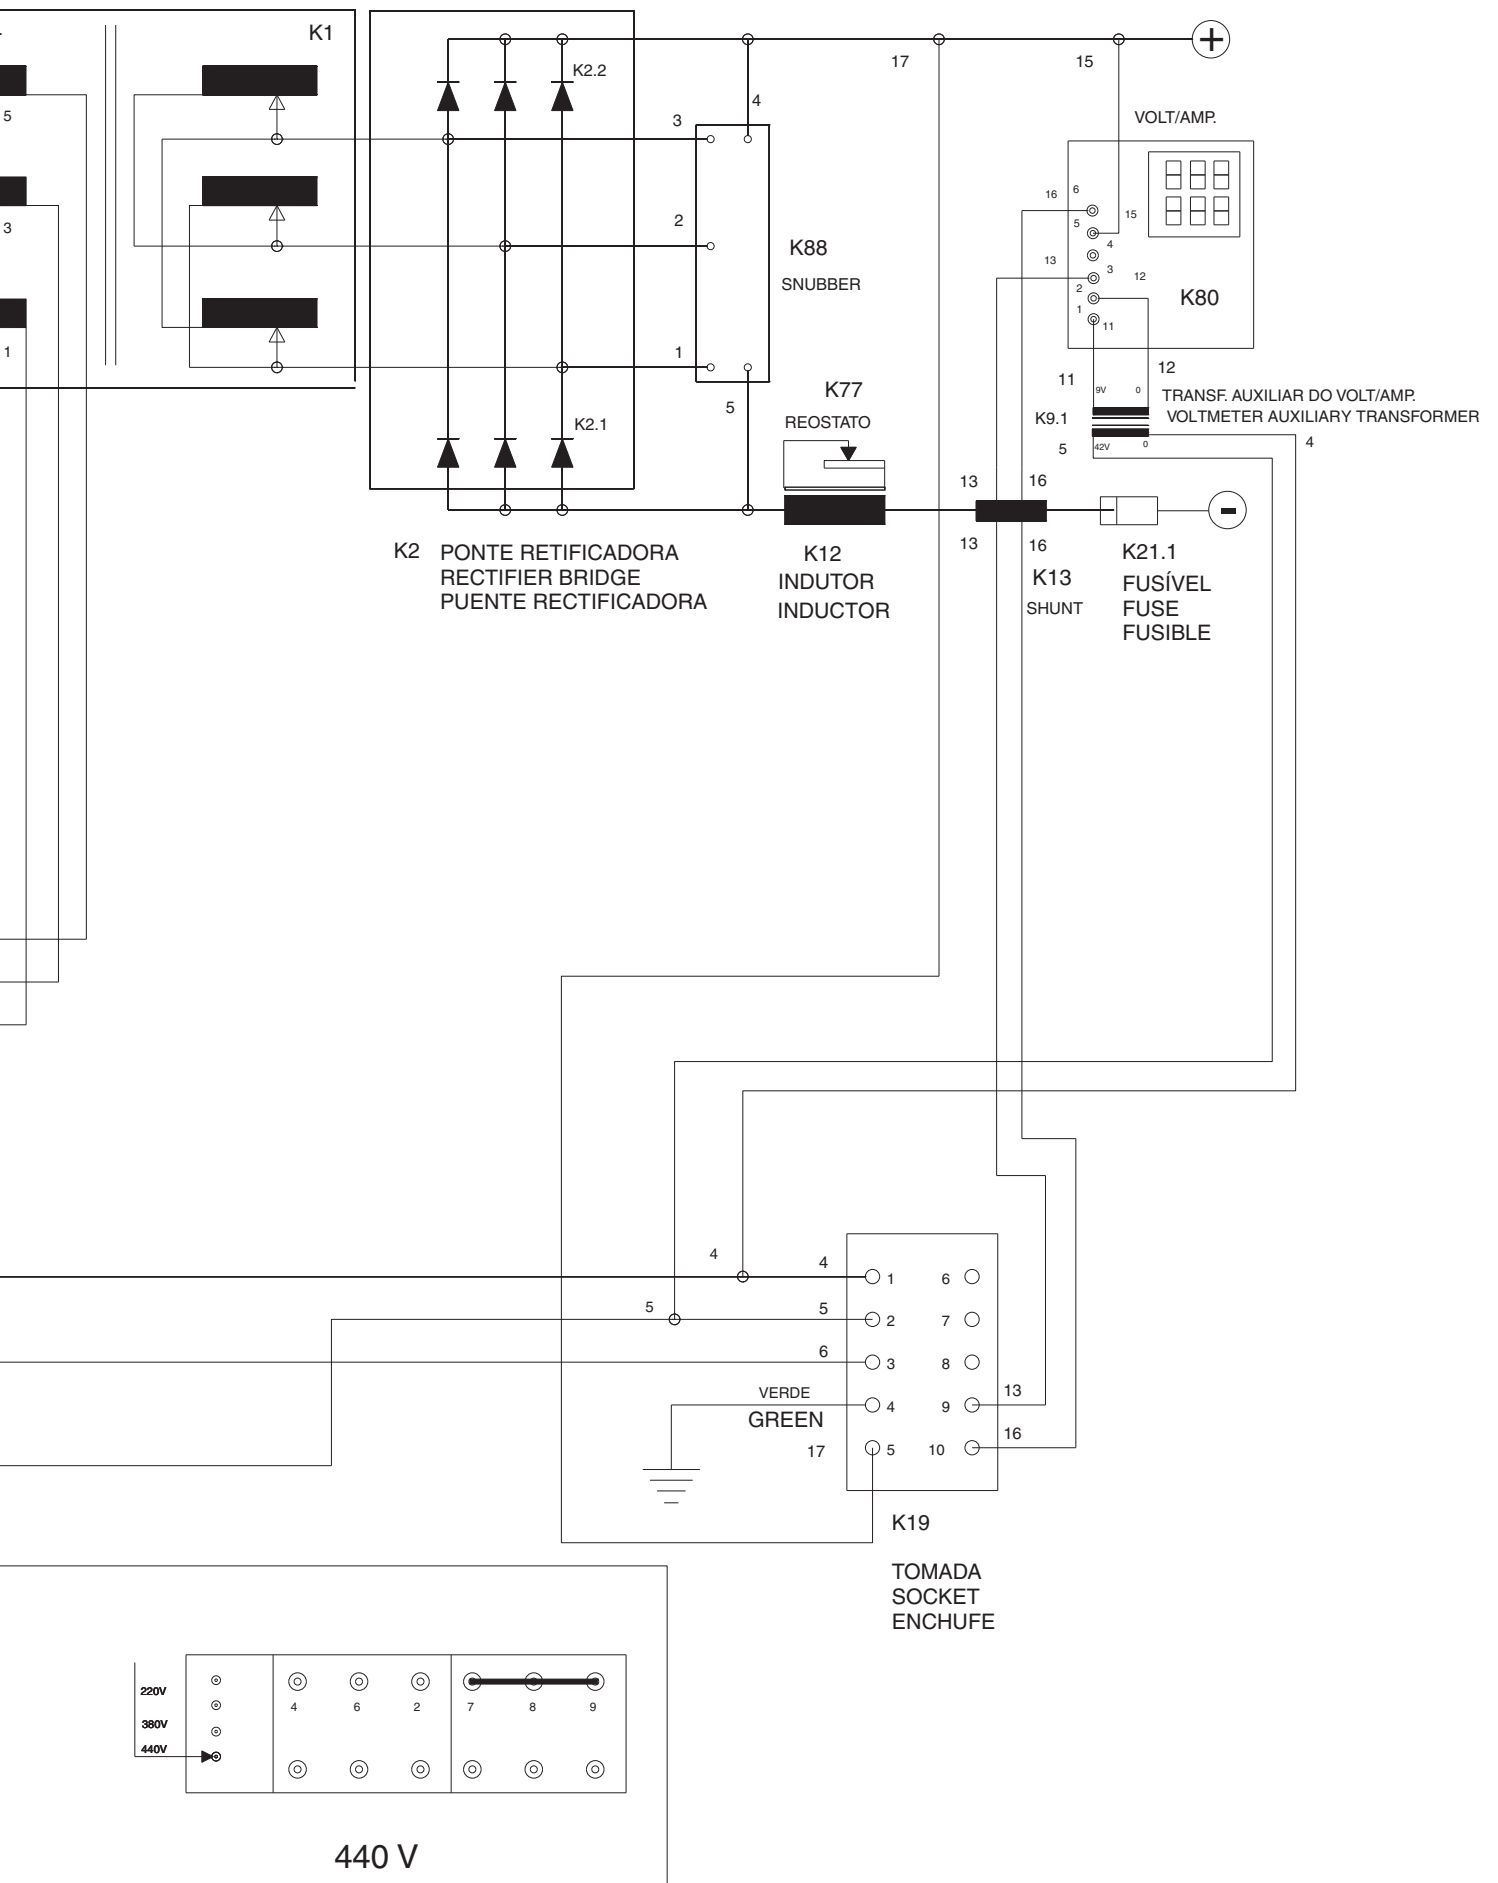 K1
5
3
1
K2.2
K2.1
3
4
2
1
5
K88
SNUBBER
17
15
+
VOLT/AMP.
16
6
5
15
4
13
3
12
2
1
11
K80
11
12
9V
0
K9.1
TRANSF. AUXILIAR DO VOLT/AMP.
VOLTMETER AUXILIARY TRANSFORMER
5
42V
0
4
K77
REOSTATO
13
16
-
13
16
K2
PONTE RETIFICADORA
RECTIFIER BRIDGE
PUENTE RECTIFICADORA
K12
INDUTOR
INDUCTOR
K13
SHUNT
K21.1
FUSÍVEL
FUSE
FUSIBLE
4
4
1
6
5
5
2
7
6
3
8
VERDE
GREEN
4
9
13
17
5
10
16
K19
TOMADA
SOCKET
ENCHUFE
220V
380V
440V
4
6
2
7
8
9
440 V